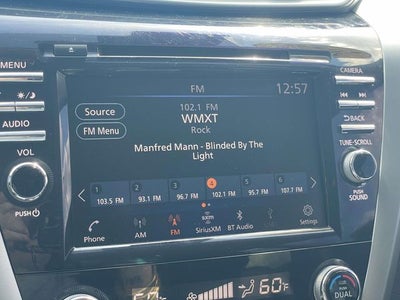 MENU
FM
12:57
CAMERA
Source
102.1 FM
WMXT
FM Menu
Rock
AUDIO
BACK
Manfred Mann - Blinded By The
Light
TUNE-SCROLL
VOL
1 2 3 4 5 6
103.5 FM 93.1 FM 96.7 FM 102.1 FM 95.7 FM 107.7 FM
PUSH
PUSH
SOUND
sxm
Phone AM FM SiriusXM BT Audio Settings
60°F
60°F
DUAL